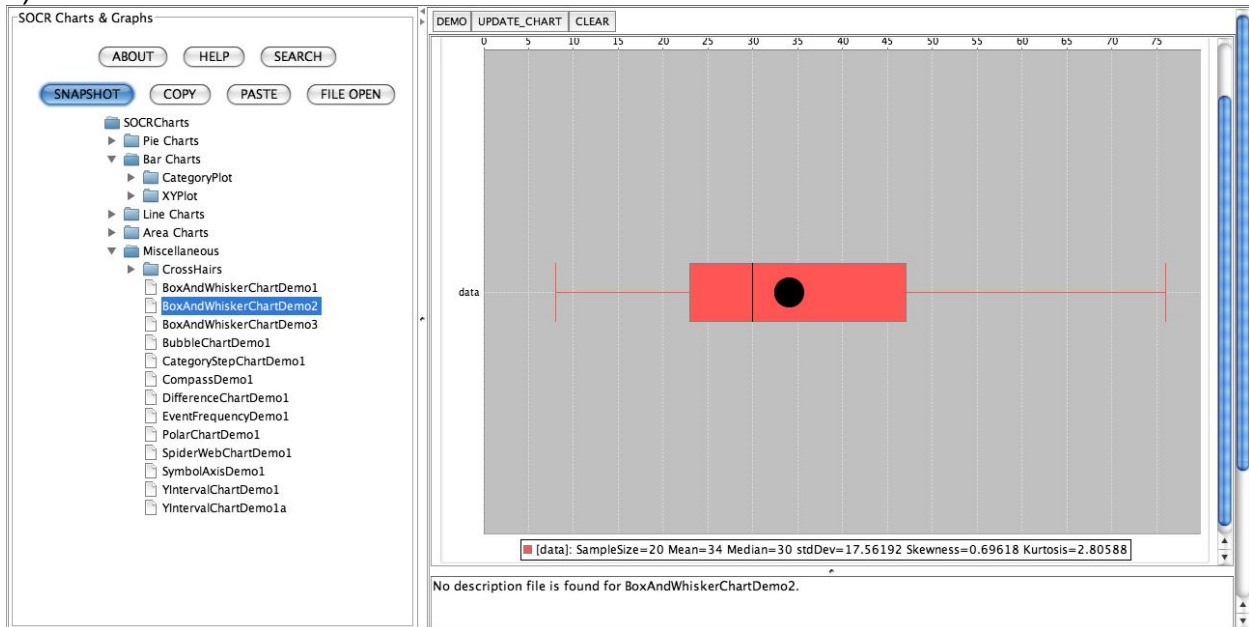 SOCR Charts & Graphs
ABOUT HELP SEARCH
SNAPSHOT COPY PASTE FILE OPEN
SOCRCharts
Pie Charts
Bar Charts
CategoryPlot
XYPlot
Line Charts
Area Charts
Miscellaneous
CrossHairs
BoxAndWhiskerChartDemo1
BoxAndWhiskerChartDemo2
BoxAndWhiskerChartDemo3
BubbleChartDemo1
CategoryStepChartDemo1
CompassDemo1
DifferenceChartDemo1
EventFrequencyDemo1
PolarChartDemo1
SpiderWebChartDemo1
SymbolAxisDemo1
YIntervalChartDemo1
YIntervalChartDemo1a
DEMO UPDATE_CHART CLEAR
0 5 10 15 20 25 30 35 40 45 50 55 60 65 70 75
data
[data]: SampleSize=20 Mean=34 Median=30 stdDev=17.56192 Skewness=0.69618 Kurtosis=2.80588
No description file is found for BoxAndWhiskerChartDemo2.